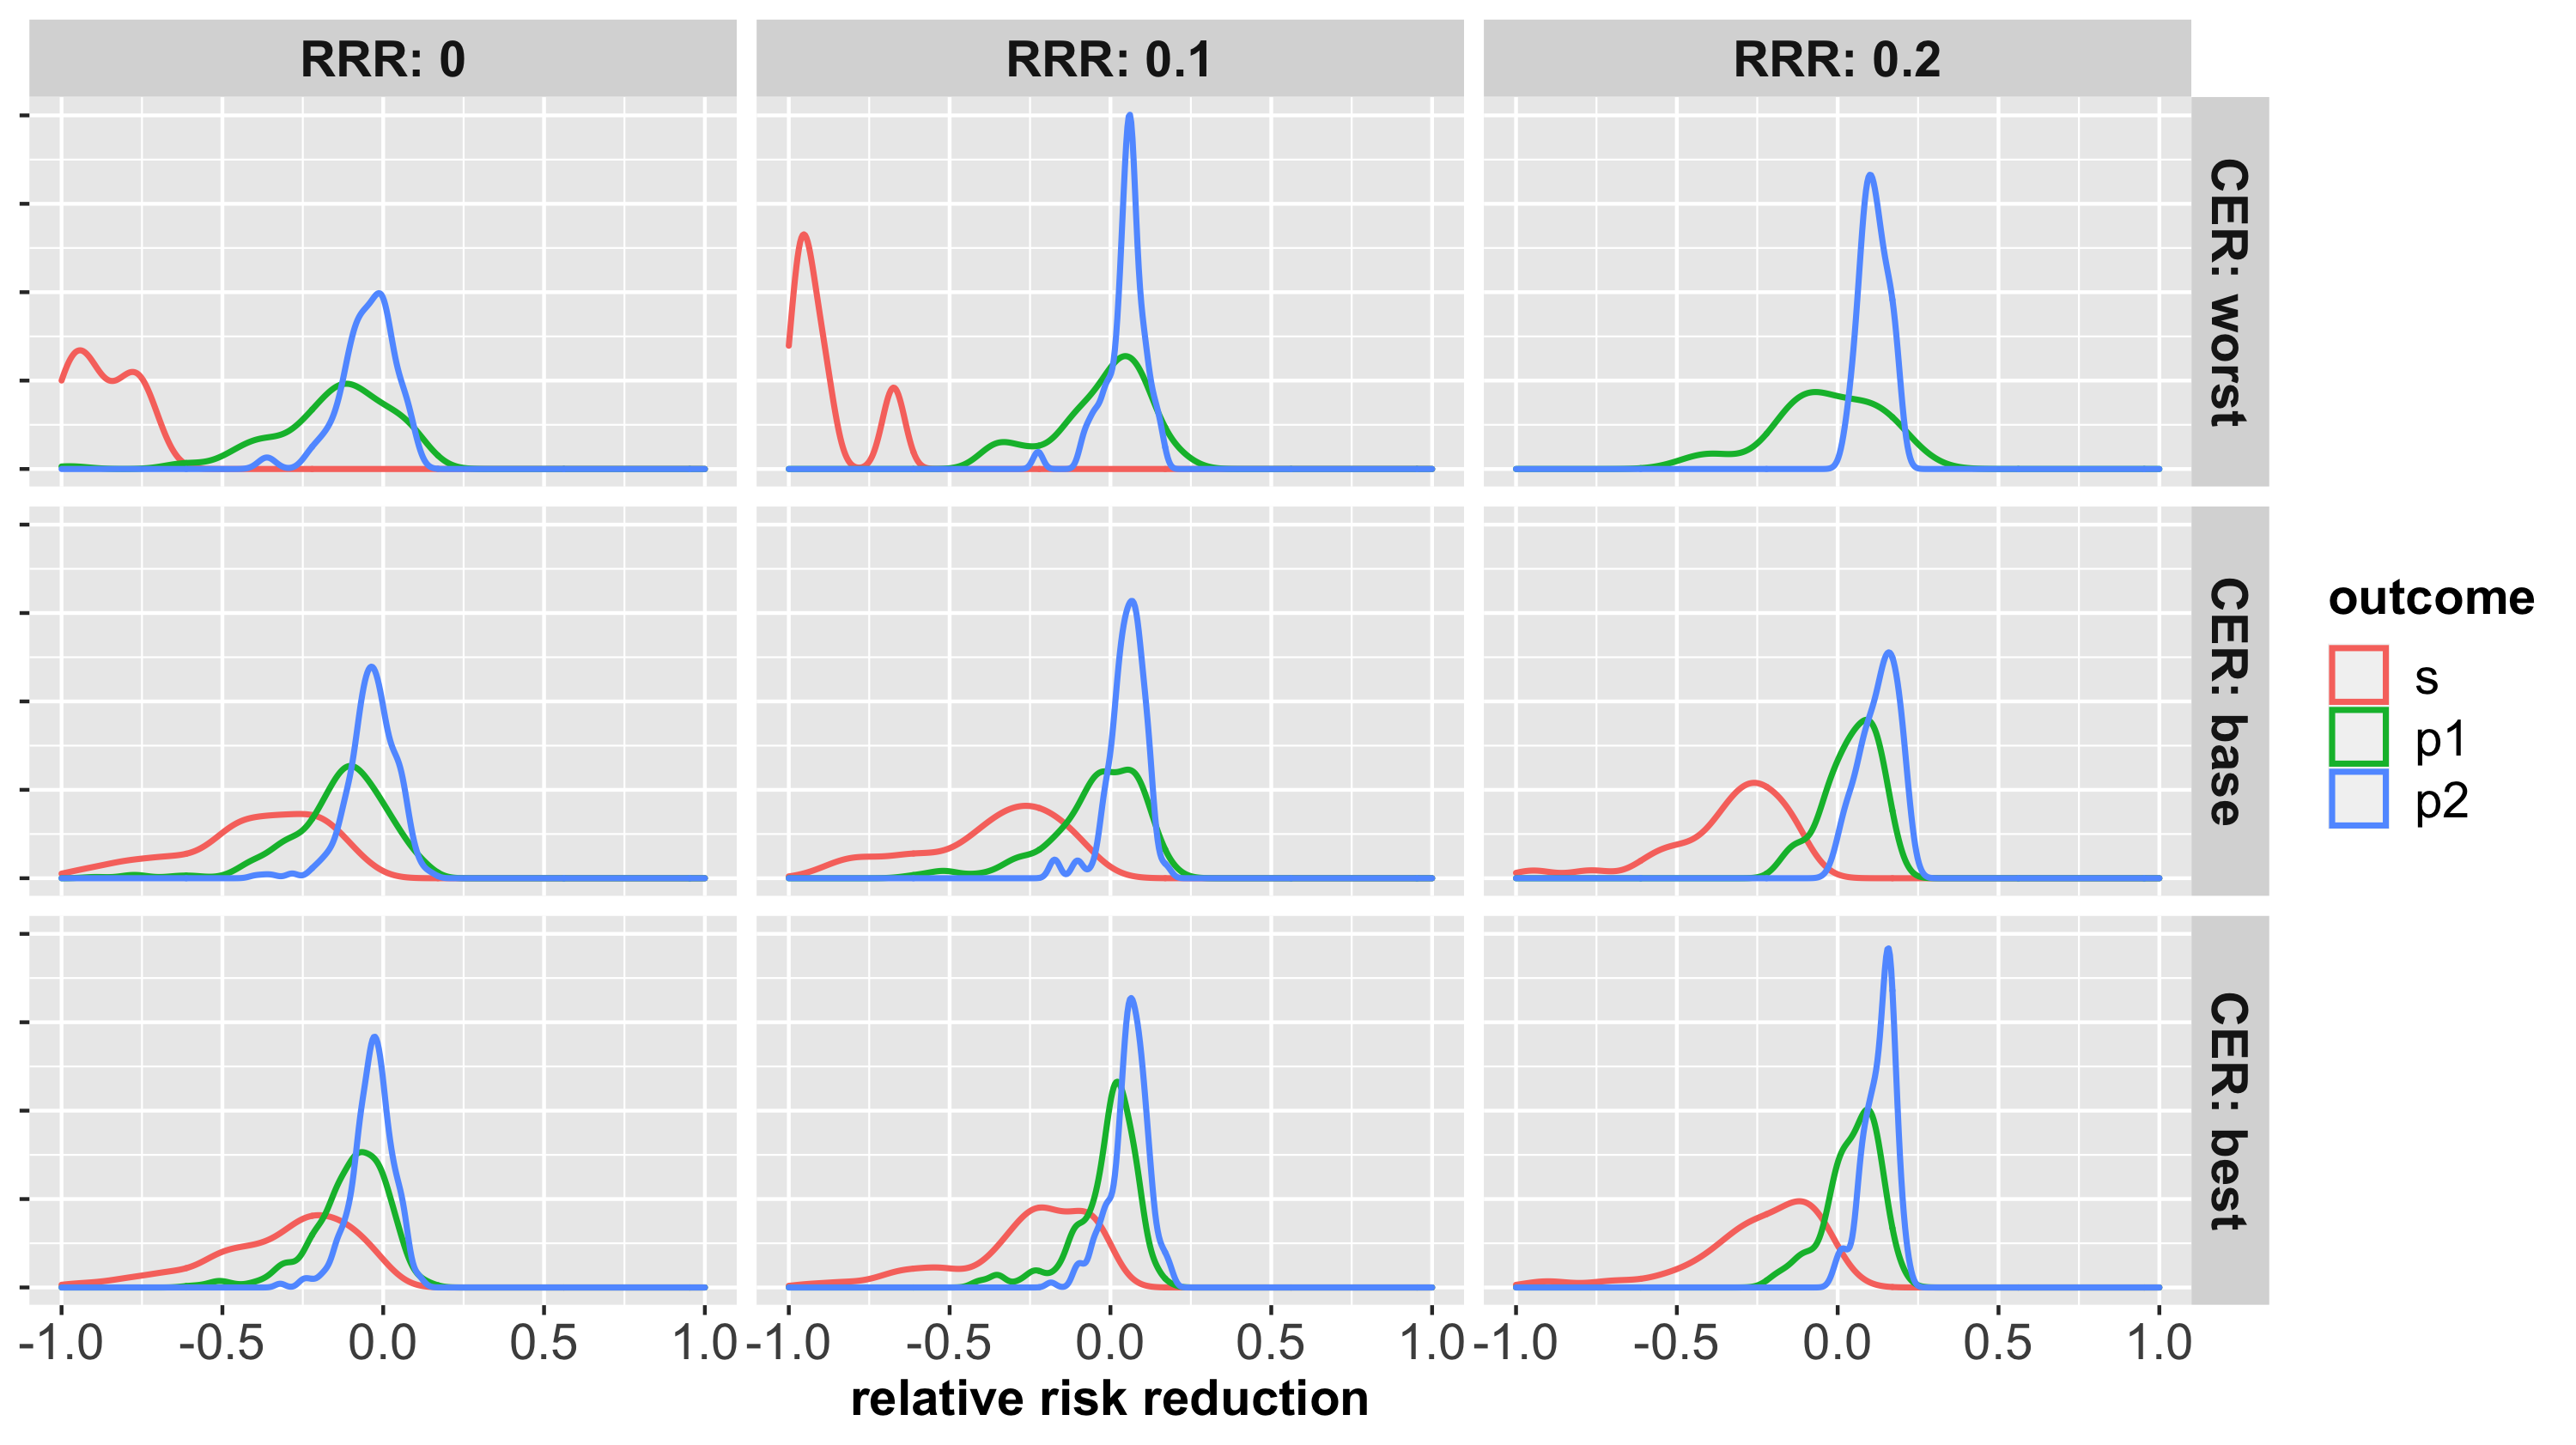 RRR: 0
RRR: 0.1
RRR: 0.2
CER: worst
CER: base
CER: best
outcome
s
p1
p2
-1.0 -0.5 0.0 0.5 1.0 -1.0 -0.5 0.0 0.5 1.0 -1.0 -0.5 0.0 0.5 1.0
relative risk reduction